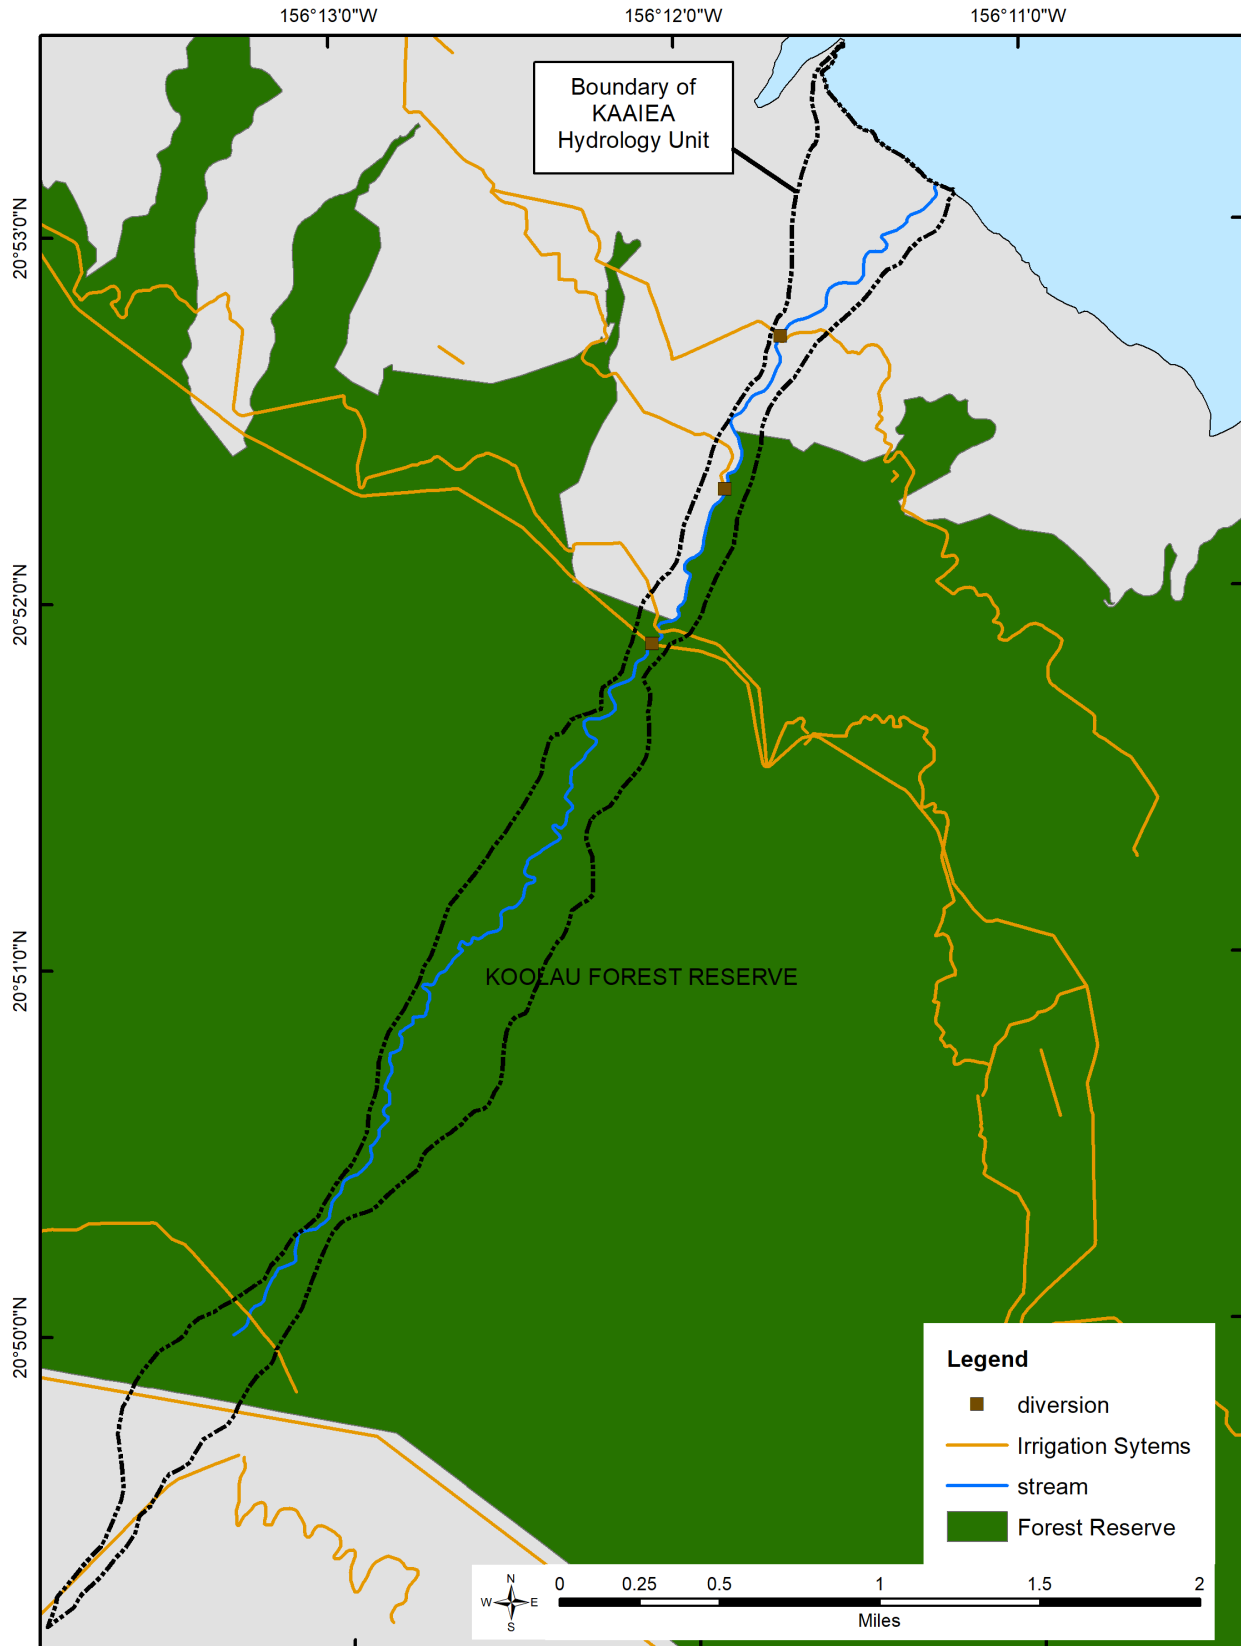 156°13'0"W 156°12'0"W 156°11'0"W
Boundary of
KAAIEA
Hydrology Unit
20°53'0"N
20°52'0"N
20°51'0"N
KOOLAU FOREST RESERVE
20°50'0"N
Legend
diversion
Irrigation Sytems
stream
Forest Reserve
N
W E
S
0 0.25 0.5 1 1.5 2
Miles